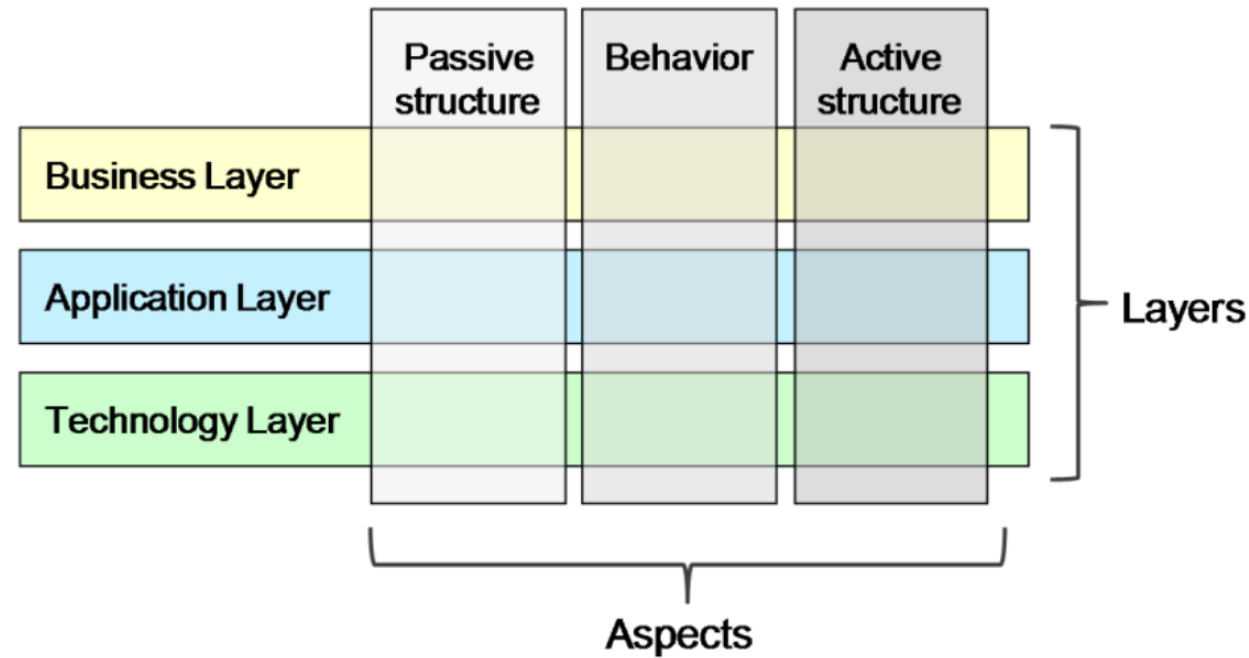 Passive
structure
Behavior
Active
structure
Business Layer
Application Layer
Technology Layer
Layers
Aspects